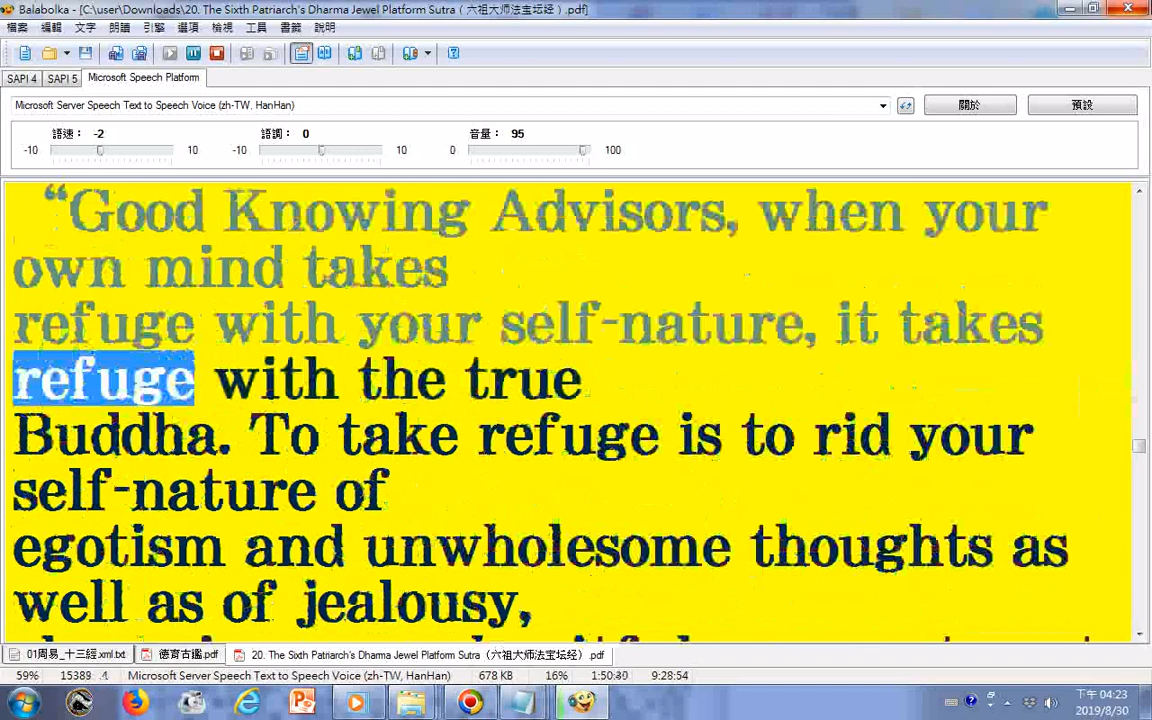 Balabolka - [C:\user\Downloads\20. The Sixth Patriarch's Dharma Jewel Platform Sutra（六祖大师法宝坛经）.pdf]
檔案 編輯 文字 朗讀 引擎 選項 檢視 工具 書籤 說明
SAPI 4 SAPI 5 Microsoft Speech Platform
Microsoft Server Speech Text to Speech Voice (zh-TW, HanHan) 關於 預設
語速： -2 語調： 0 音量： 95
-10 10 -10 10 0 100
“Good Knowing Advisors, when your
own mind takes
refuge with your self-nature, it takes
refuge with the true
Buddha. To take refuge is to rid your
self-nature of
egotism and unwholesome thoughts as
well as of jealousy,
01周易_十三經.xml.txt 德育古鑑.pdf 20. The Sixth Patriarch's Dharma Jewel Platform Sutra（六祖大师法宝坛经）.pdf
59% 15389 Microsoft Server Speech Text to Speech Voice (zh-TW, HanHan) 678 KB 16% 1:50:30 9:28:54
下午 04:23
2019/8/30